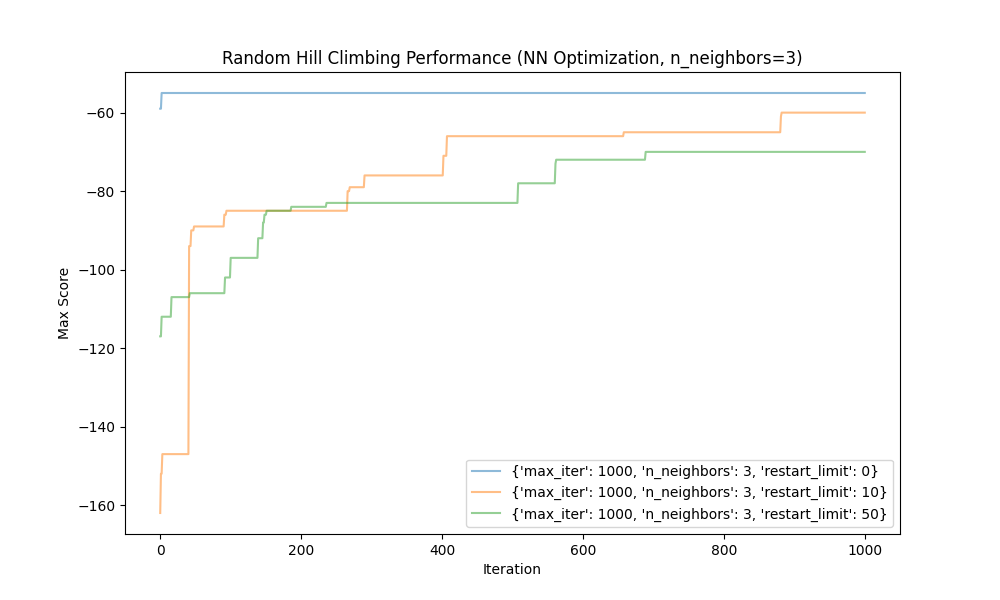 Random Hill Climbing Performance (NN Optimization, n_neighbors=3)
Max Score
−60
−80
−100
−120
−140
−160
{'max_iter': 1000, 'n_neighbors': 3, 'restart_limit': 0}
{'max_iter': 1000, 'n_neighbors': 3, 'restart_limit': 10}
{'max_iter': 1000, 'n_neighbors': 3, 'restart_limit': 50}
0 200 400 600 800 1000
Iteration